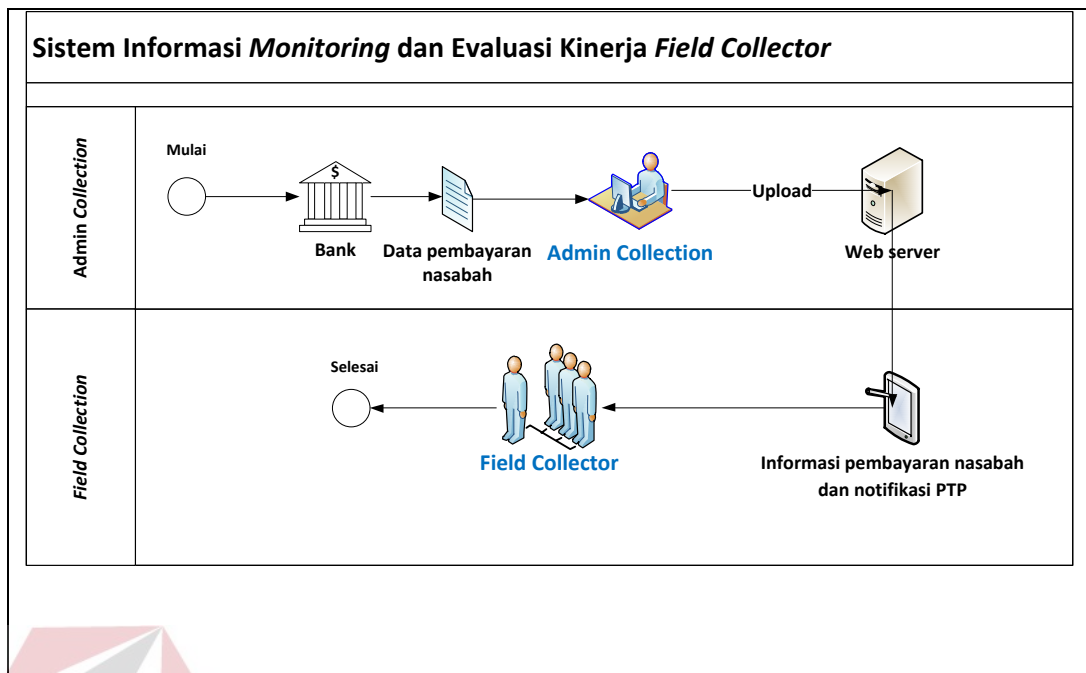 Sistem Informasi Monitoring dan Evaluasi Kinerja Field Collector
Admin Collection
Mulai
$
Bank
Data pembayaran
nasabah
Admin Collection
Upload
Web server
Field Collection
Selesai
Field Collector
Informasi pembayaran nasabah
dan notifikasi PTP